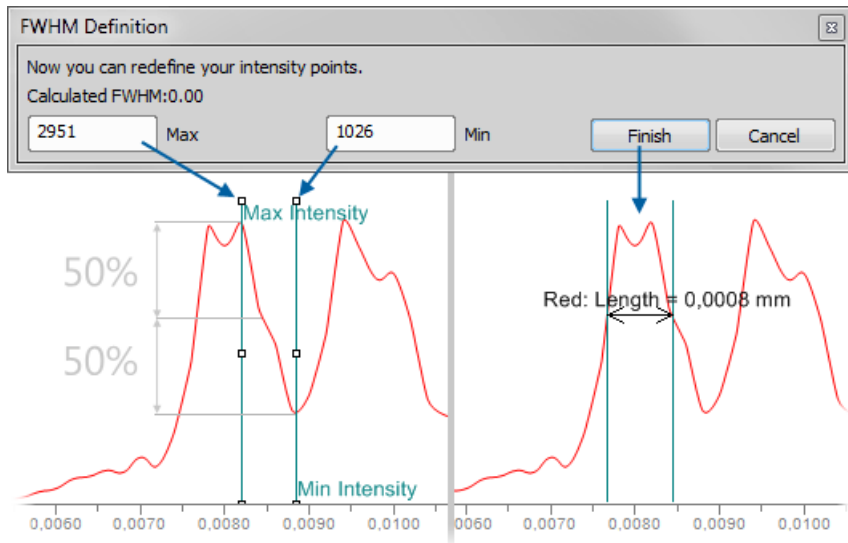 FWHM Definition
Now you can redefine your intensity points.
Calculated FWHM:0.00
2951 Max 1026 Min Finish Cancel
Max Intensity
50%
Red: Length = 0,0008 mm
50%
Min Intensity
0,0060 0,0070 0,0080 0,0090 0,0100 0060 0,0070 0,0080 0,0090 0,0100